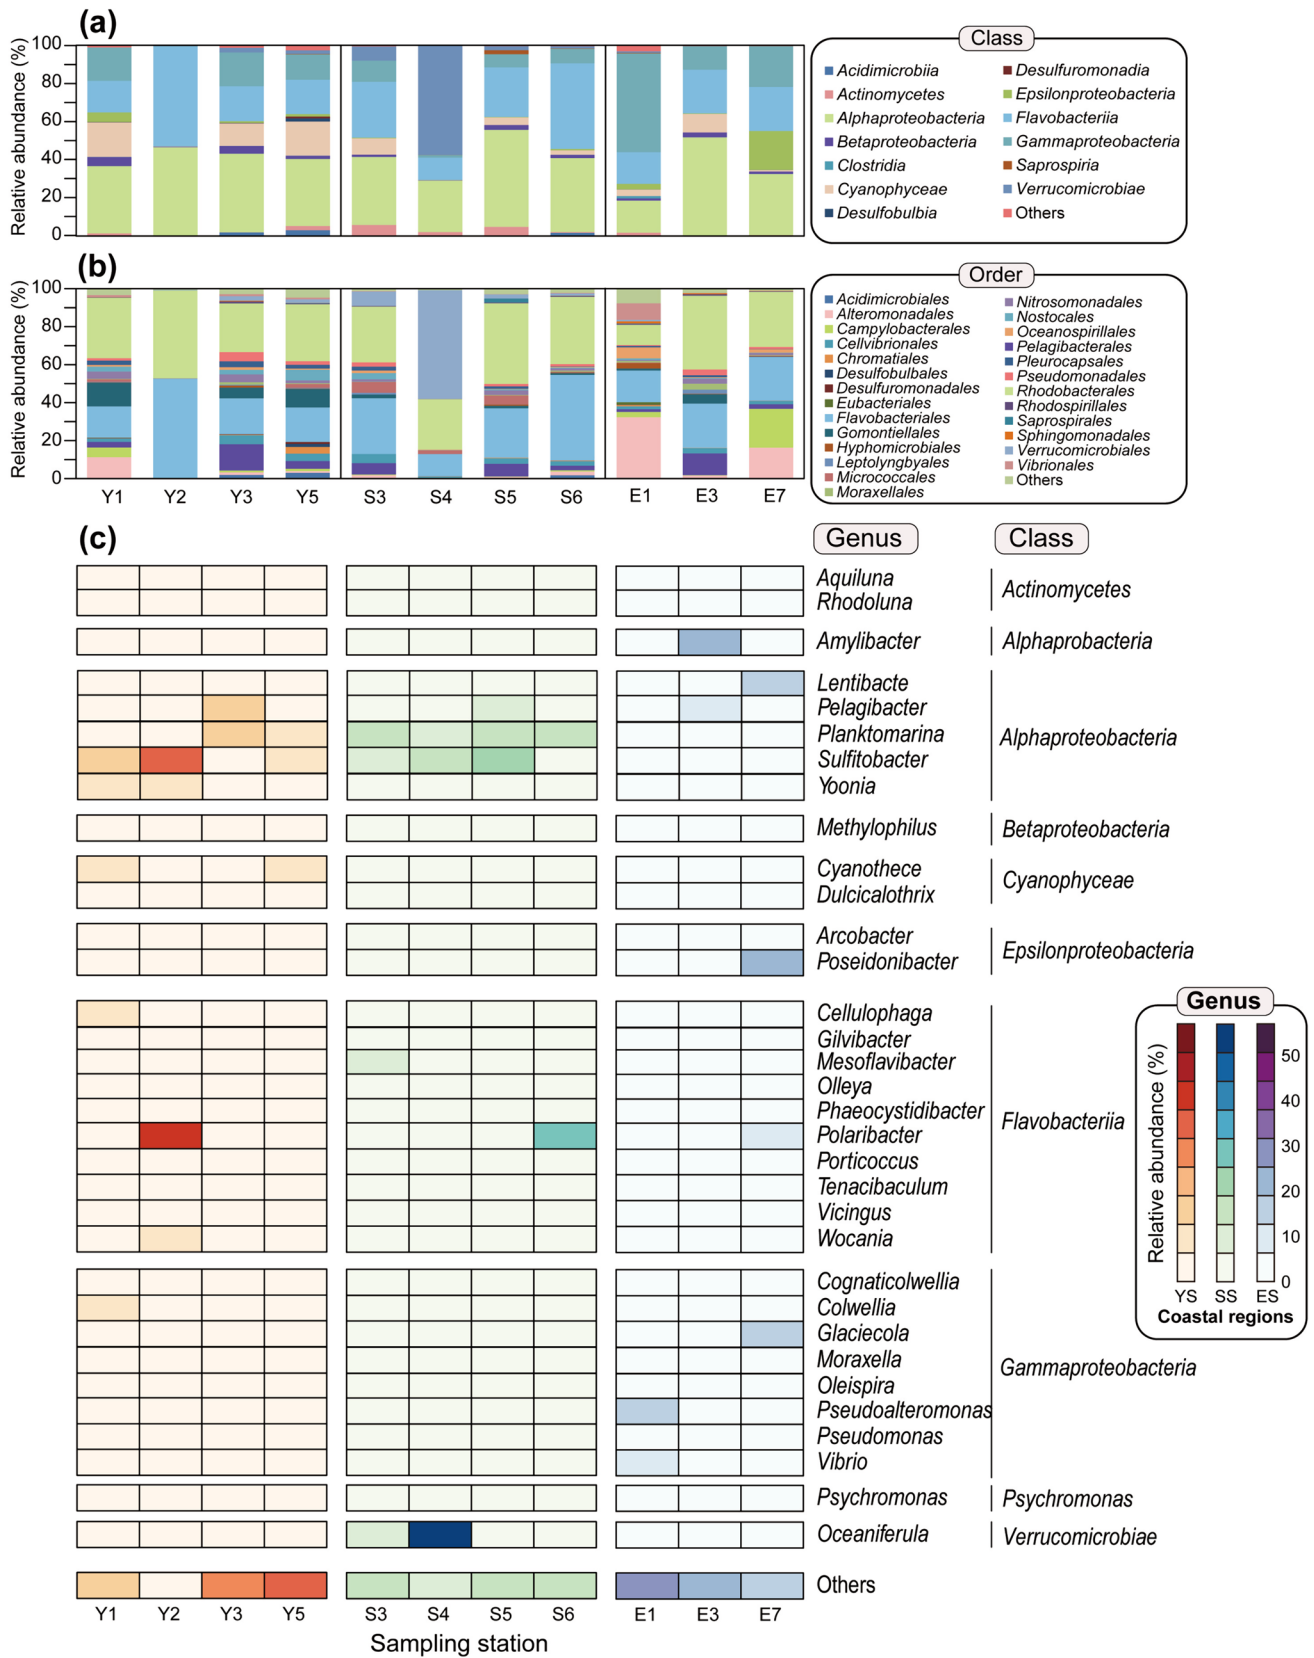 (a)
Relative abundance (%)
100
80
60
40
20
0
Class
Acidimicrobiia
Actinomycetes
Alphaproteobacteria
Betaproteobacteria
Clostridia
Cyanophyceae
Desulfobulbia
Desulfuromonadia
Epsilonproteobacteria
Flavobacteriia
Gammaproteobacteria
Saprospiria
Verrucomicrobiae
Others
(b)
Relative abundance (%)
100
80
60
40
20
0
Y1 Y2 Y3 Y5 S3 S4 S5 S6 E1 E3 E7
Order
Acidimicrobiales
Alteromonadales
Campylobacterales
Cellvibrionales
Chromatiales
Desulfobulbales
Desulfuromonadales
Eubacteriales
Flavobacteriales
Gomontiellales
Hyphomicrobiales
Leptolyngbyales
Micrococcales
Moraxellales
Nitrosomonadales
Nostocales
Oceanospirillales
Pelagibacterales
Pleurocapsales
Pseudomonadales
Rhodobacterales
Rhodospirillales
Saprospirales
Sphingomonadales
Verrucomicrobiales
Vibrionales
Others
(c)
Genus Class
Aquiluna
Rhodoluna
Actinomycetes
Amylibacter Alphaprobacteria
Lentibacte
Pelagibacter
Planktomarina
Sulfitobacter
Yoonia
Alphaproteobacteria
Methylophilus Betaproteobacteria
Cyanothece
Dulcicalothrix
Cyanophyceae
Arcobacter
Poseidonibacter
Epsilonproteobacteria
Cellulophaga
Gilvibacter
Mesoflavibacter
Olleya
Phaeocystidibacter
Polaribacter
Porticoccus
Tenacibaculum
Vicingus
Wocania
Flavobacteriia
Cognaticolwellia
Colwellia
Glaciecola
Moraxella
Oleispira
Pseudoalteromonas
Pseudomonas
Vibrio
Gammaproteobacteria
Psychromonas Psychromonas
Oceaniferula Verrucomicrobiae
Others
Y1 Y2 Y3 Y5 S3 S4 S5 S6 E1 E3 E7
Sampling station
Genus
Relative abundance (%)
50
40
30
20
10
0
YS SS ES
Coastal regions